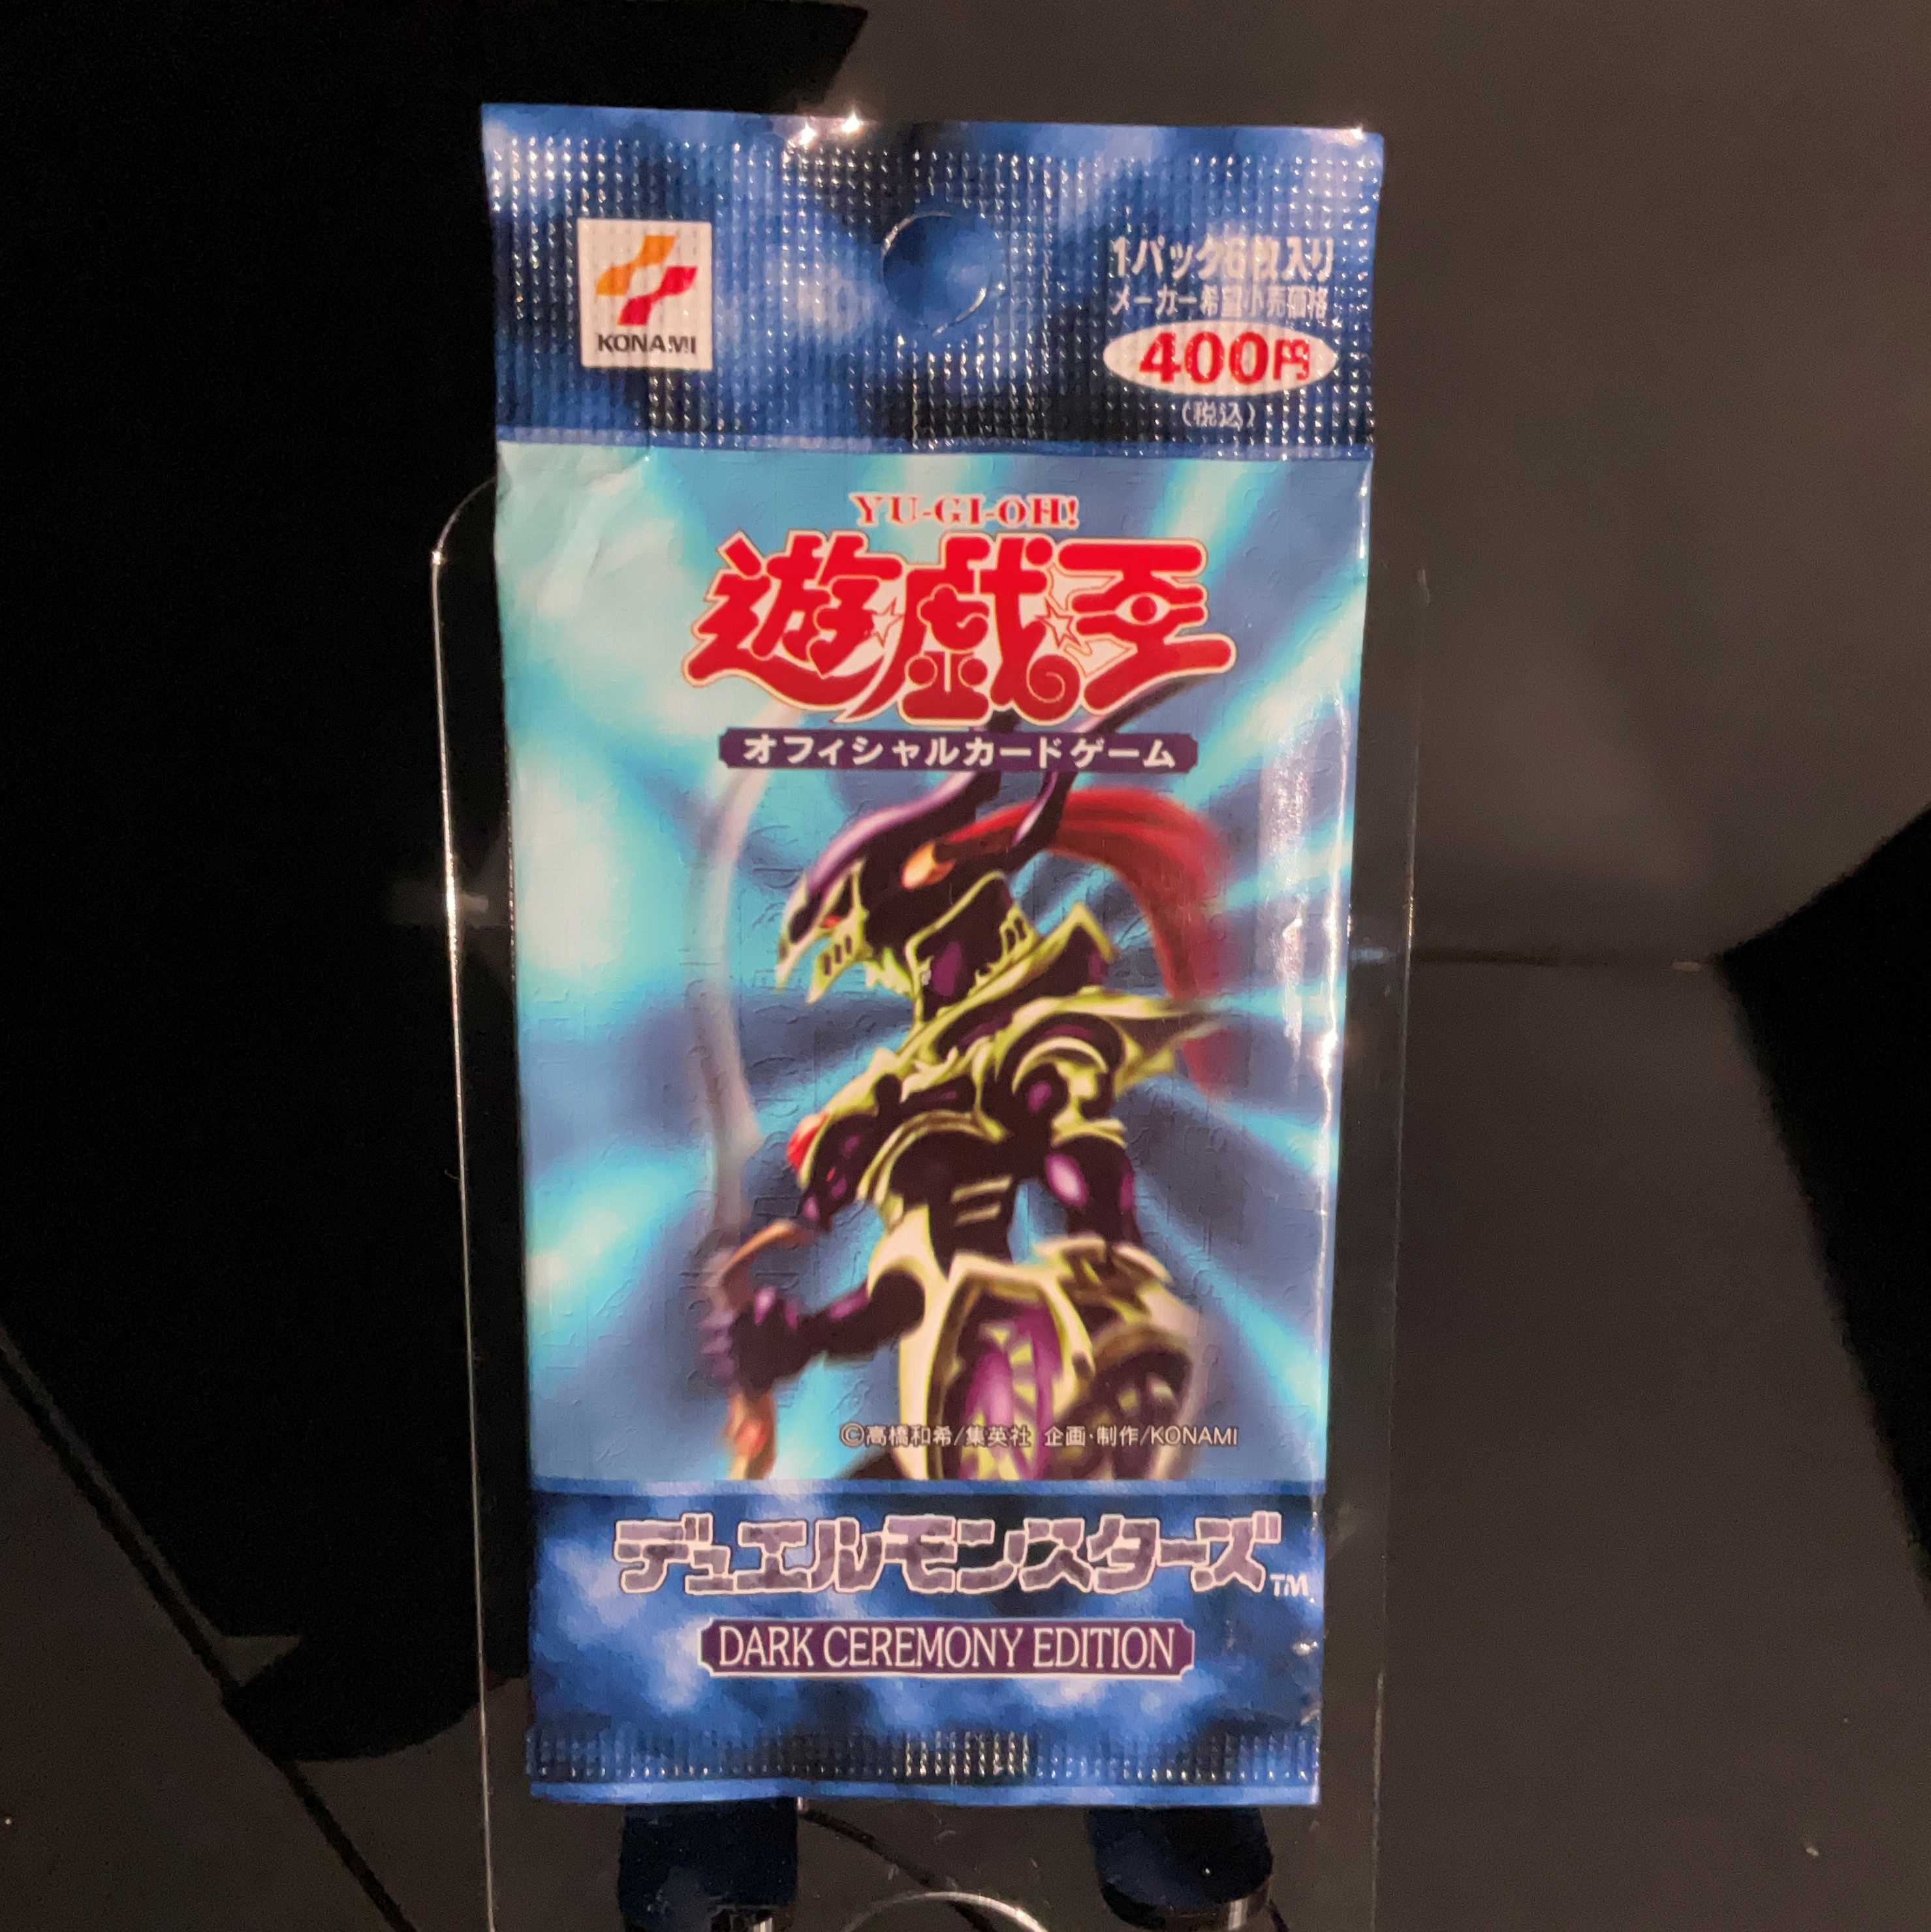 KONAMI
1パック6枚入り
メーカー希望小売価格
400円
(税込)
YU-GI-OH!
遊戯王
オフィシャルカードゲーム
©高橋和希/集英社 企画・制作/KONAMI
デュエルモンスターズ™
DARK CEREMONY EDITION